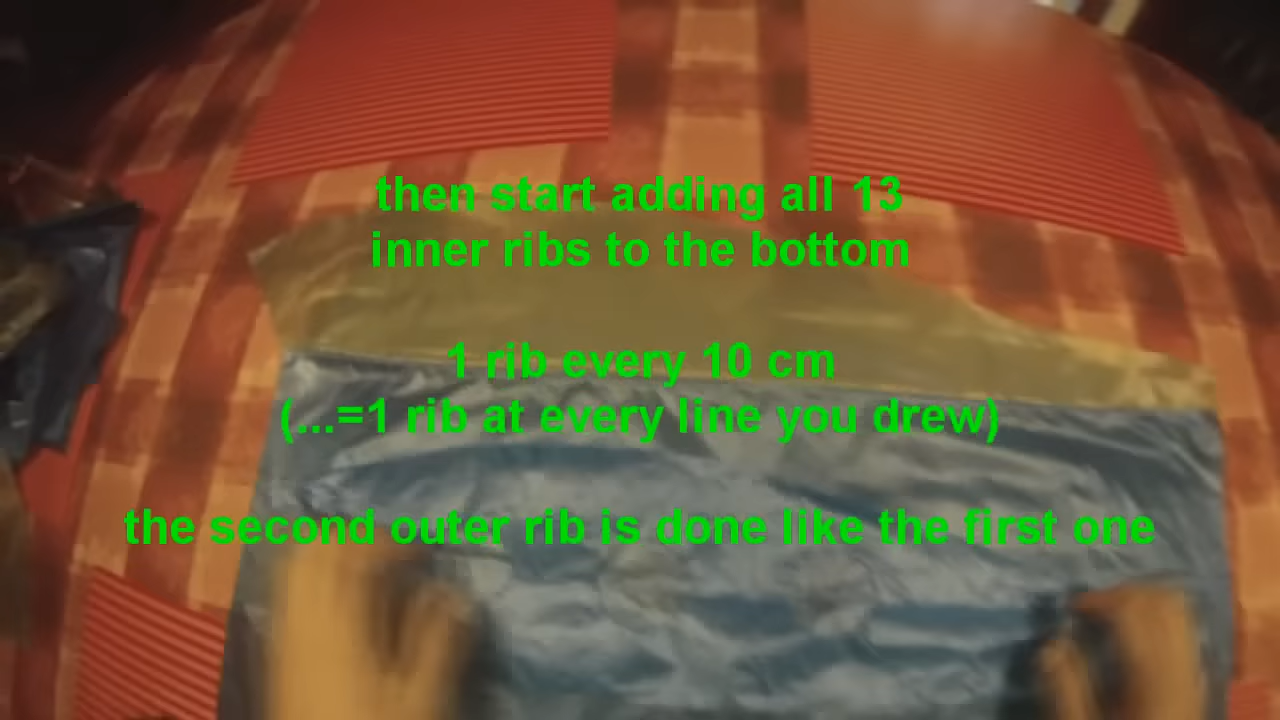 then start adding all 13
inner ribs to the bottom
1 rib every 10 cm
(...=1 rib at every line you drew)
the second outer rib is done like the first one